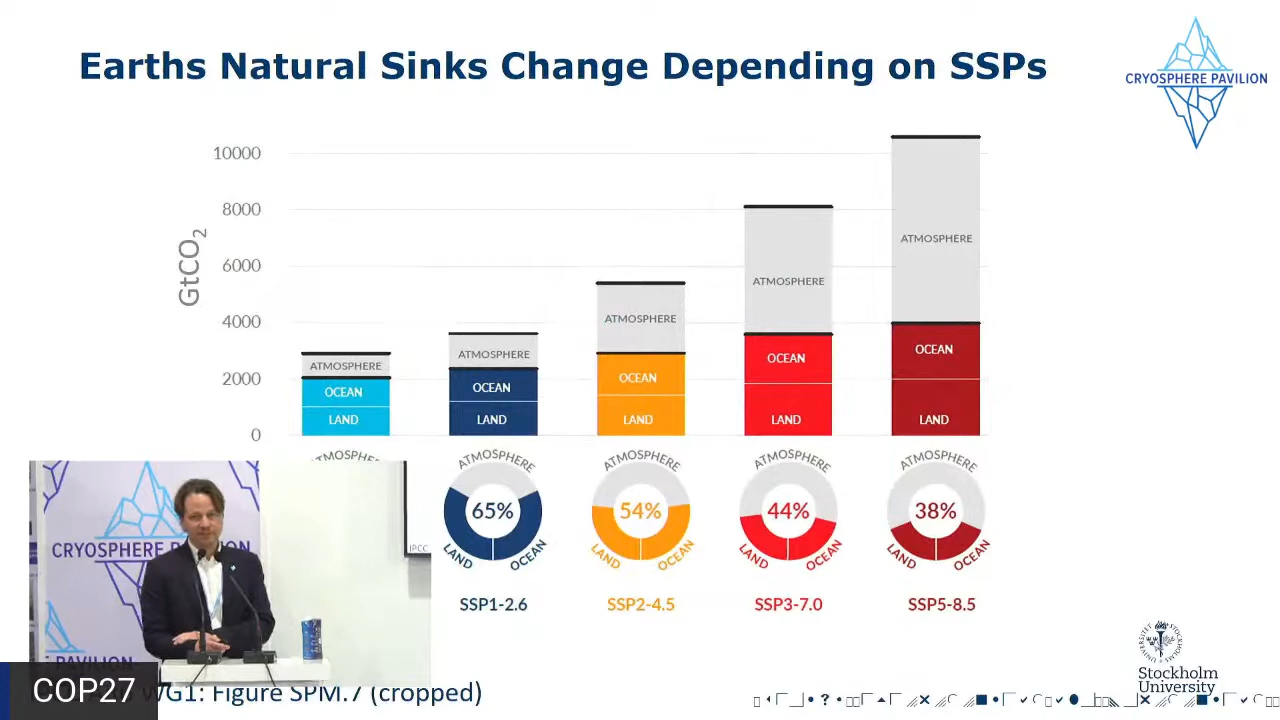 Earths Natural Sinks Change Depending on SSPs
CRYOSPHERE PAVILION
GtCO2
10000
8000
6000
4000
2000
0
ATMOSPHERE
OCEAN
LAND
ATMOSPHERE
OCEAN
LAND
ATMOSPHERE
OCEAN
LAND
ATMOSPHERE
OCEAN
LAND
ATMOSPHERE
OCEAN
LAND
ATMOSPHERE
65%
LAND
OCEAN
SSP1-2.6
ATMOSPHERE
54%
LAND
OCEAN
SSP2-4.5
ATMOSPHERE
44%
LAND
OCEAN
SSP3-7.0
ATMOSPHERE
38%
LAND
OCEAN
SSP5-8.5
CRYOSPHERE PAVILION
PAVILION
IPCC
COP27
WG1: Figure SPM.7 (cropped)
Stockholm
University